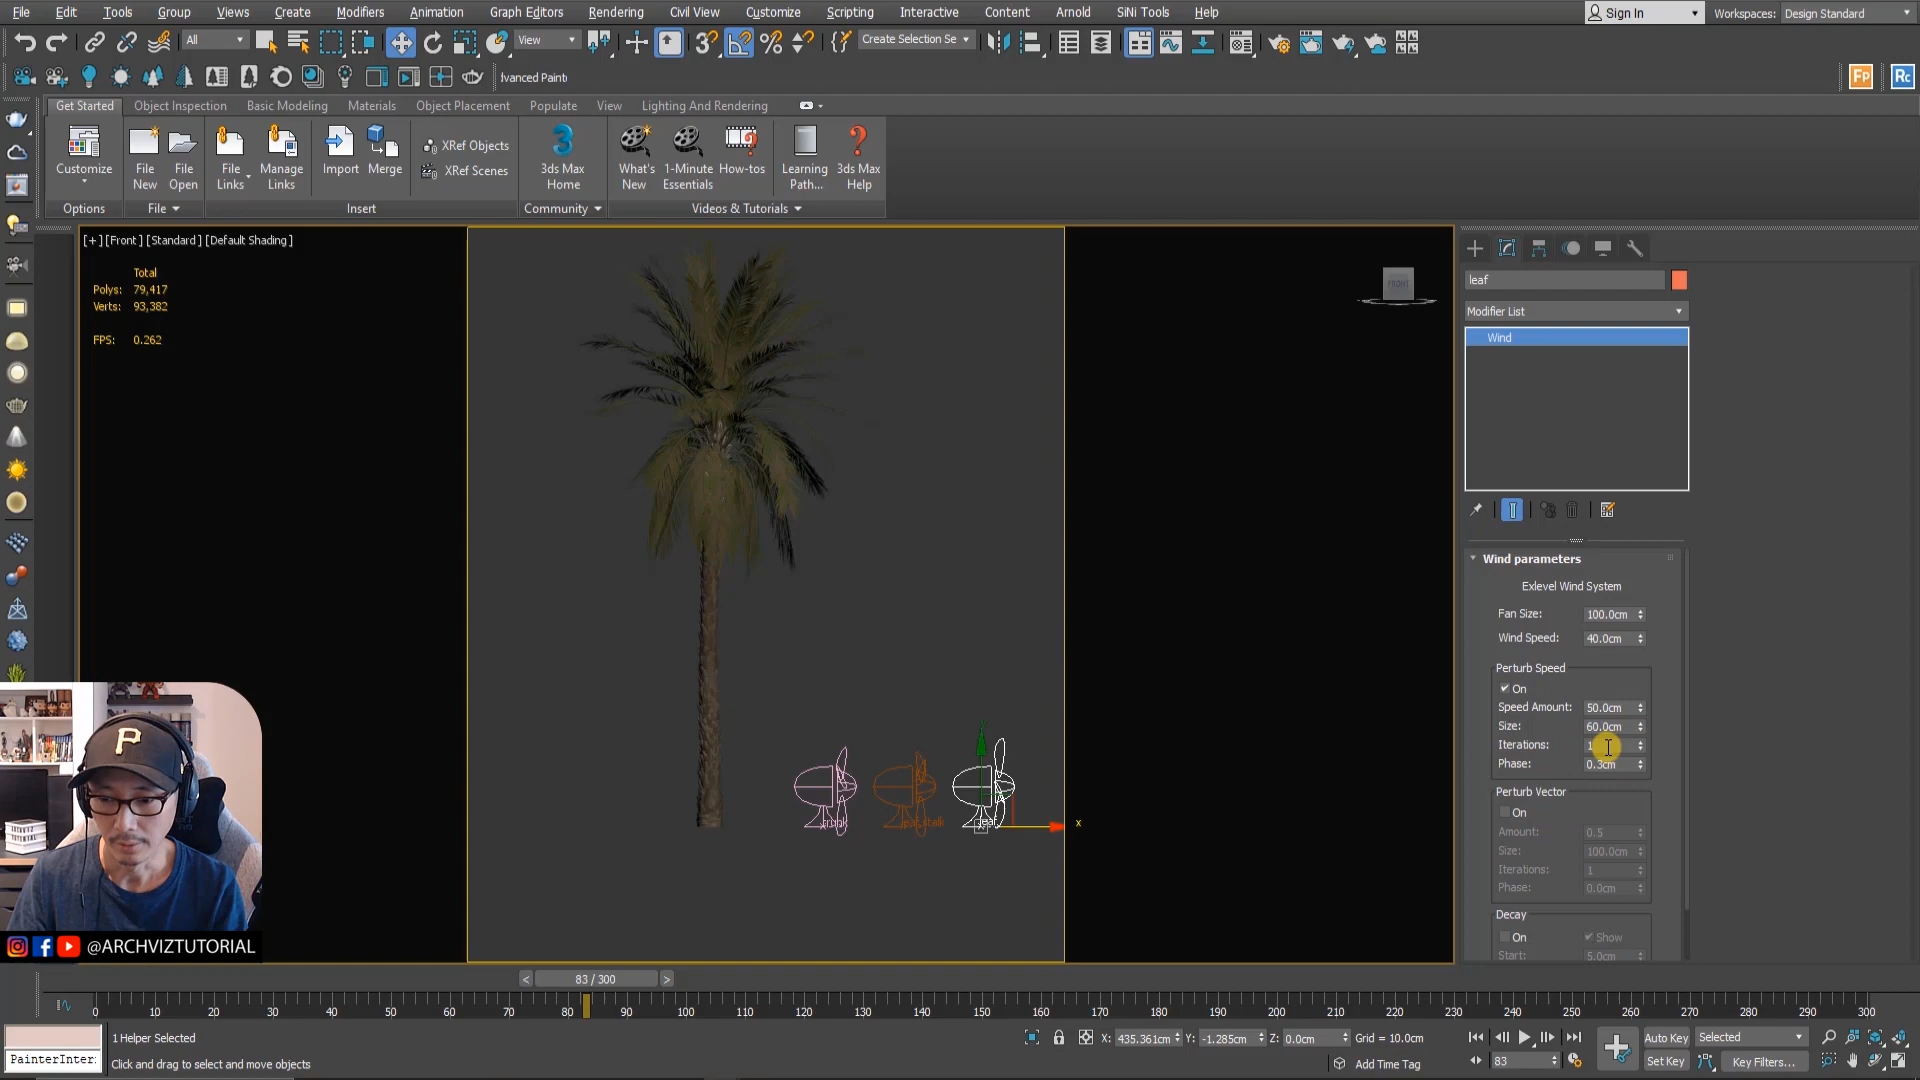 File Edit Tools Group Views Create Modifiers Animation Graph Editors Rendering Civil View Customize Scripting Interactive Content Arnold SiNi Tools Help
Sign In Workspaces: Design Standard
All View Create Selection Se
Fp Rc
Get Started Object Inspection Basic Modeling Materials Object Placement Populate View Lighting And Rendering
Customize
File New
File Open
File Links
Manage Links
Import
Merge
XRef Objects
XRef Scenes
3ds Max Home
What's New
1-Minute Essentials
How-tos
Learning Path...
3ds Max Help
Options File Insert Community Videos & Tutorials
[+] [Front] [Standard] [Default Shading]
Total
Polys: 79,417
Verts: 93,382
FPS: 0.262
FRONT
leaf
Modifier List
Wind
Wind parameters
Exlevel Wind System
Fan Size: 100.0cm
Wind Speed: 40.0cm
Perturb Speed
On
Speed Amount: 50.0cm
Size: 60.0cm
Iterations: 1
Phase: 0.3cm
Perturb Vector
On
Amount: 0.5
Size: 100.0cm
Iterations: 1
Phase: 0.0cm
Decay
On Show
Start: 5.0cm
trunk
leaf
x
P
@ARCHVIZTUTORIAL
< 83 / 300 >
0 10 20 30 40 50 60 70 80 90 100 110 120 130 140 150 160 170 180 190 200 210 220 230 240 250 260 270 280 290 300
1 Helper Selected
X: 435.361cm Y: -1.285cm Z: 0.0cm Grid = 10.0cm
Auto Key Selected
PainterInter:
Click and drag to select and move objects
Add Time Tag
83
Set Key Key Filters...